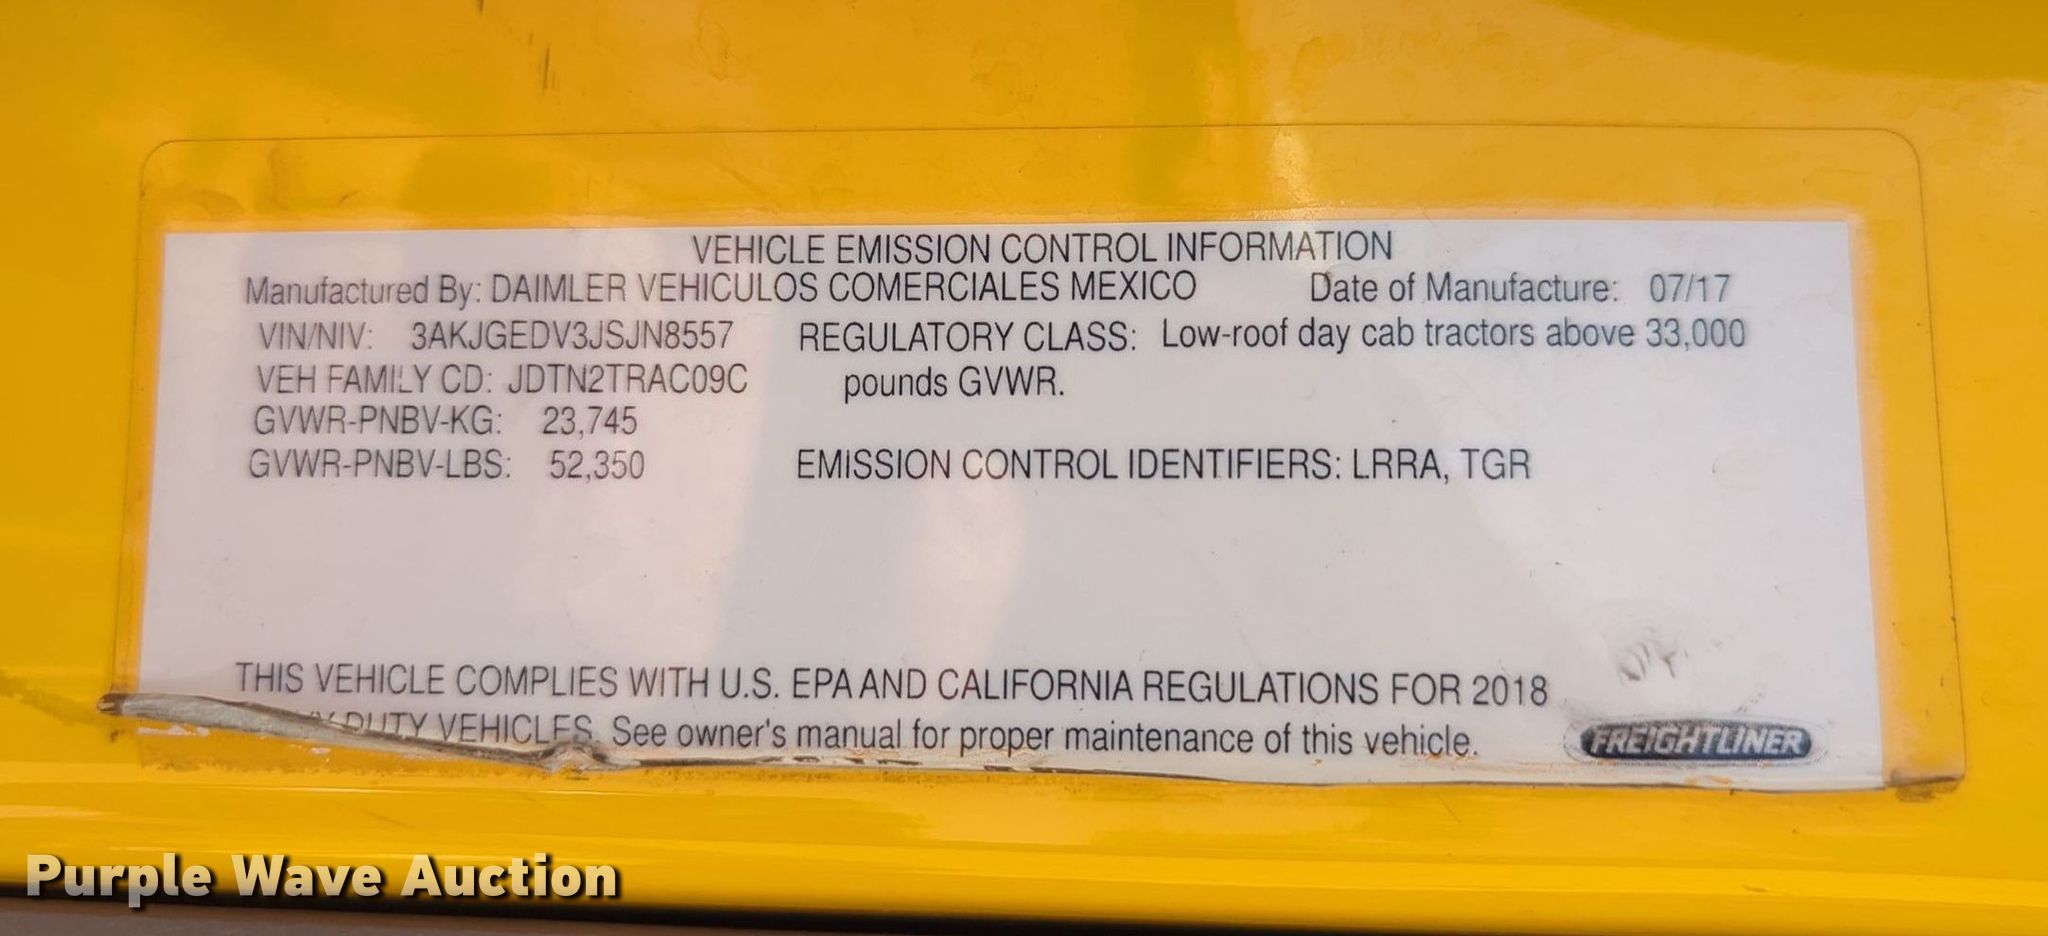 VEHICLE EMISSION CONTROL INFORMATION
Manufactured By: DAIMLER VEHICULOS COMERCIALES MEXICO Date of Manufacture: 07/17
VIN/NIV: 3AKJGEDV3JSJN8557 REGULATORY CLASS: Low-roof day cab tractors above 33,000
VEH FAMILY CD: JDTN2TRAC09C pounds GVWR.
GVWR-PNBV-KG: 23,745
GVWR-PNBV-LBS: 52,350 EMISSION CONTROL IDENTIFIERS: LRRA, TGR
THIS VEHICLE COMPLIES WITH U.S. EPA AND CALIFORNIA REGULATIONS FOR 2018
DUTY VEHICLES. See owner's manual for proper maintenance of this vehicle.
FREIGHTLINER
Purple Wave Auction